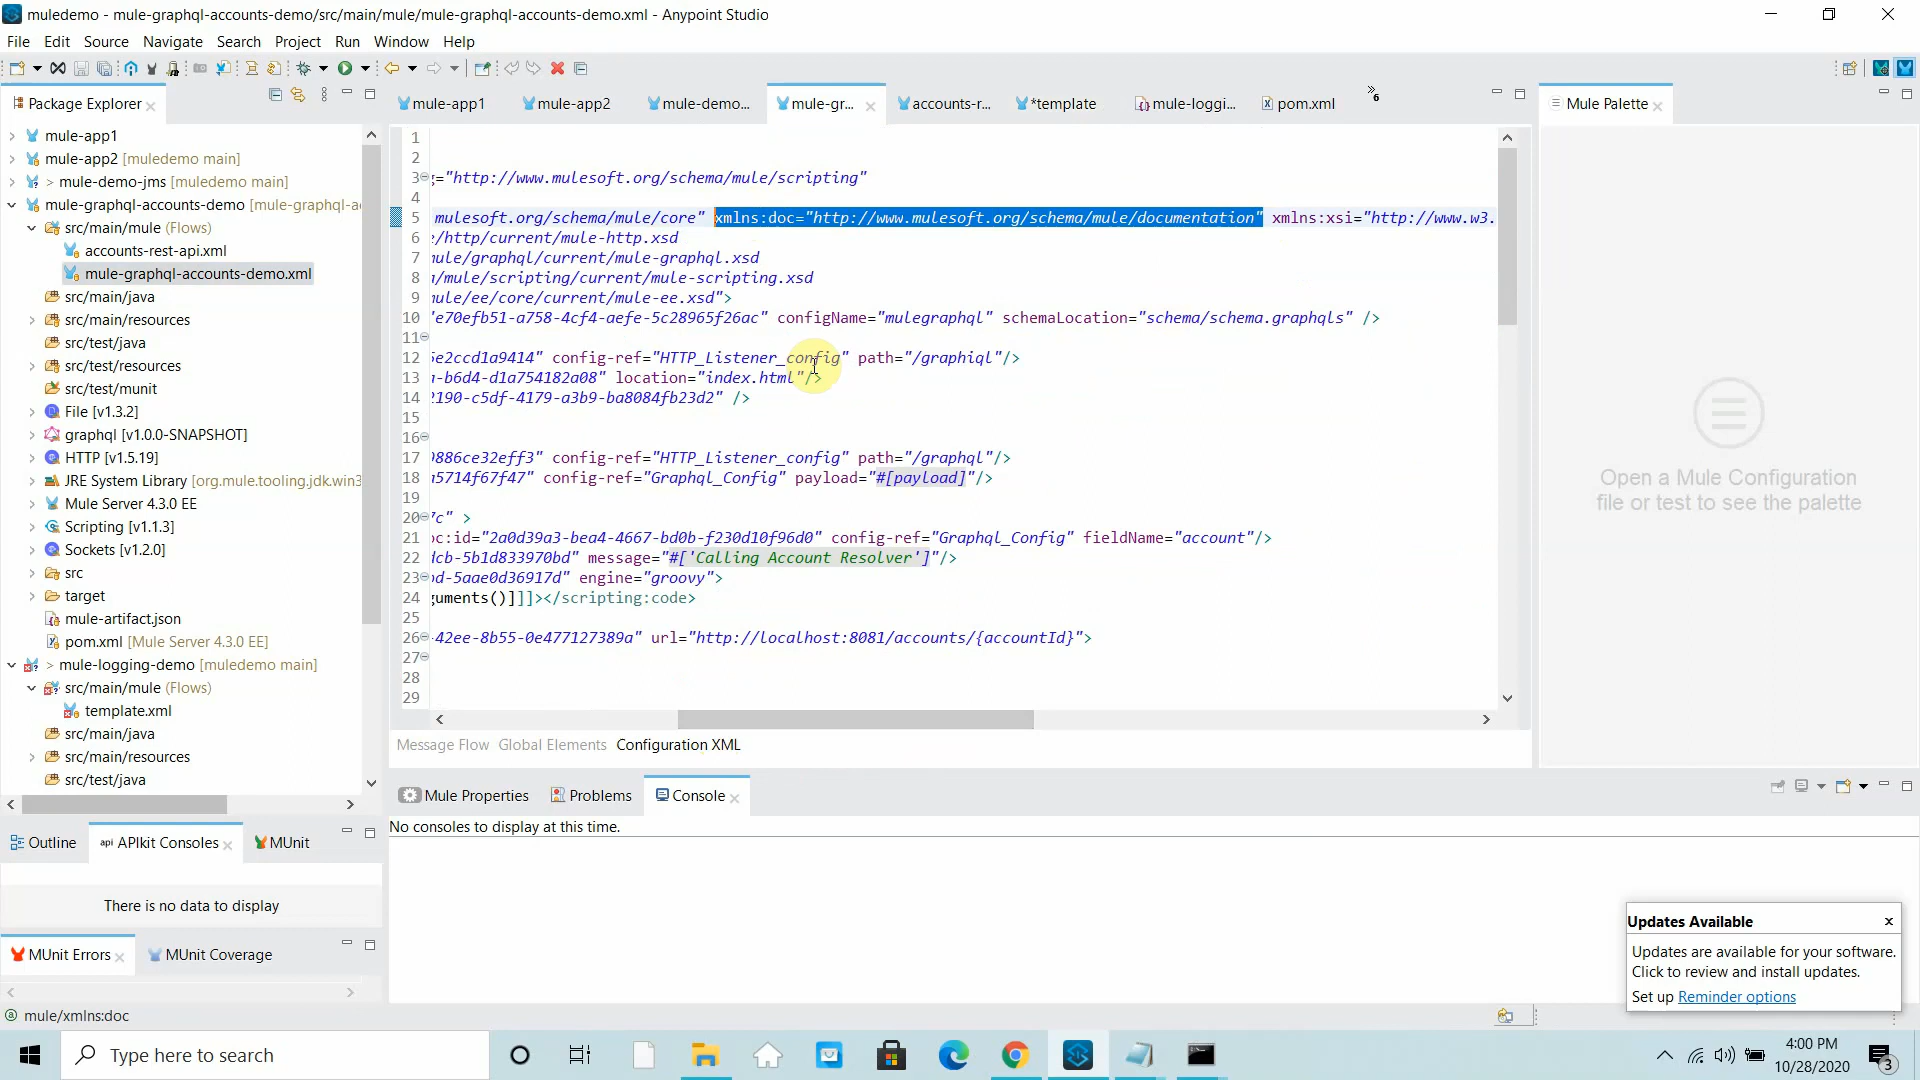 muledemo - mule-graphql-accounts-demo/src/main/mule/mule-graphql-accounts-demo.xml - Anypoint Studio
File Edit Source Navigate Search Project Run Window Help
Package Explorer
mule-app1
mule-app2 [muledemo main]
> mule-demo-jms [muledemo main]
mule-graphql-accounts-demo [mule-graphql-a
src/main/mule (Flows)
accounts-rest-api.xml
mule-graphql-accounts-demo.xml
src/main/java
src/main/resources
src/test/java
src/test/resources
src/test/munit
File [v1.3.2]
graphql [v1.0.0-SNAPSHOT]
HTTP [v1.5.19]
JRE System Library [org.mule.tooling.jdk.win3
Mule Server 4.3.0 EE
Scripting [v1.1.3]
Sockets [v1.2.0]
src
target
mule-artifact.json
pom.xml [Mule Server 4.3.0 EE]
> mule-logging-demo [muledemo main]
src/main/mule (Flows)
template.xml
src/main/java
src/main/resources
src/test/java
mule-app1 mule-app2 mule-demo... mule-gr... accounts-r... *template mule-loggi... pom.xml »6
1
2
3 ="http://www.mulesoft.org/schema/mule/scripting"
4
5 mulesoft.org/schema/mule/core" xmlns:doc="http://www.mulesoft.org/schema/mule/documentation" xmlns:xsi="http://www.w3.
6 e/http/current/mule-http.xsd
7 mule/graphql/current/mule-graphql.xsd
8 /mule/scripting/current/mule-scripting.xsd
9 mule/ee/core/current/mule-ee.xsd">
10 e70efb51-a758-4cf4-aefe-5c28965f26ac" configName="mulegraphql" schemaLocation="schema/schema.graphqls" />
11
12 e2ccd1a9414" config-ref="HTTP_Listener_config" path="/graphiql"/>
13 -b6d4-d1a754182a08" location="index.html"/>
14 2190-c5df-4179-a3b9-ba8084fb23d2" />
15
16
17 0886ce32eff3" config-ref="HTTP_Listener_config" path="/graphql"/>
18 a5714f67f47" config-ref="Graphql_Config" payload="#[payload]"/>
19
20 7c" >
21 oc:id="2a0d39a3-bea4-4667-bd0b-f230d10f96d0" config-ref="Graphql_Config" fieldName="account"/>
22 dcb-5b1d833970bd" message="#['Calling Account Resolver']"/>
23 d-5aae0d36917d" engine="groovy">
24 guments()]]]></scripting:code>
25
26 -42ee-8b55-0e477127389a" url="http://localhost:8081/accounts/{accountId}">
27
28
29
Message Flow Global Elements Configuration XML
Mule Palette
Open a Mule Configuration
file or test to see the palette
Mule Properties Problems Console
No consoles to display at this time.
Outline api APIkit Consoles MUnit
There is no data to display
MUnit Errors MUnit Coverage
mule/xmlns:doc
Updates Available
Updates are available for your software.
Click to review and install updates.
Set up Reminder options
Type here to search
4:00 PM
10/28/2020
3